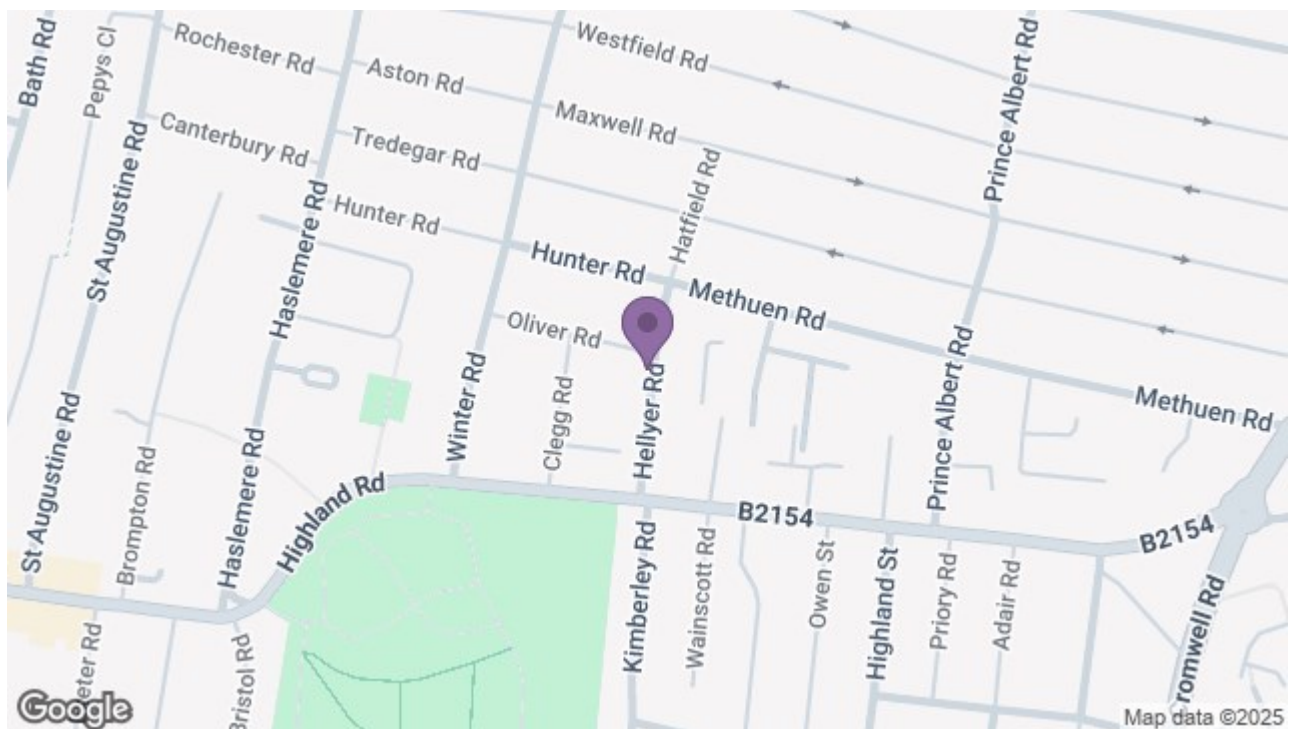 Bath Rd
Pepys Cl
Rochester Rd
Aston Rd
Westfield Rd
Prince Albert Rd
St Augustine Rd
Canterbury Rd
Tredegar Rd
Maxwell Rd
Hatfield Rd
Haslemere Rd
Hunter Rd
Hunter Rd
Methuen Rd
Oliver Rd
Winter Rd
Clegg Rd
Hellyer Rd
Prince Albert Rd
Methuen Rd
St Augustine Rd
Brompton Rd
Haslemere Rd
Highland Rd
B2154
B2154
Kimberley Rd
Wainscott Rd
Owen St
Highland St
Priory Rd
Adair Rd
Cromwell Rd
eter Rd
Bristol Rd
Google
Map data ©2025